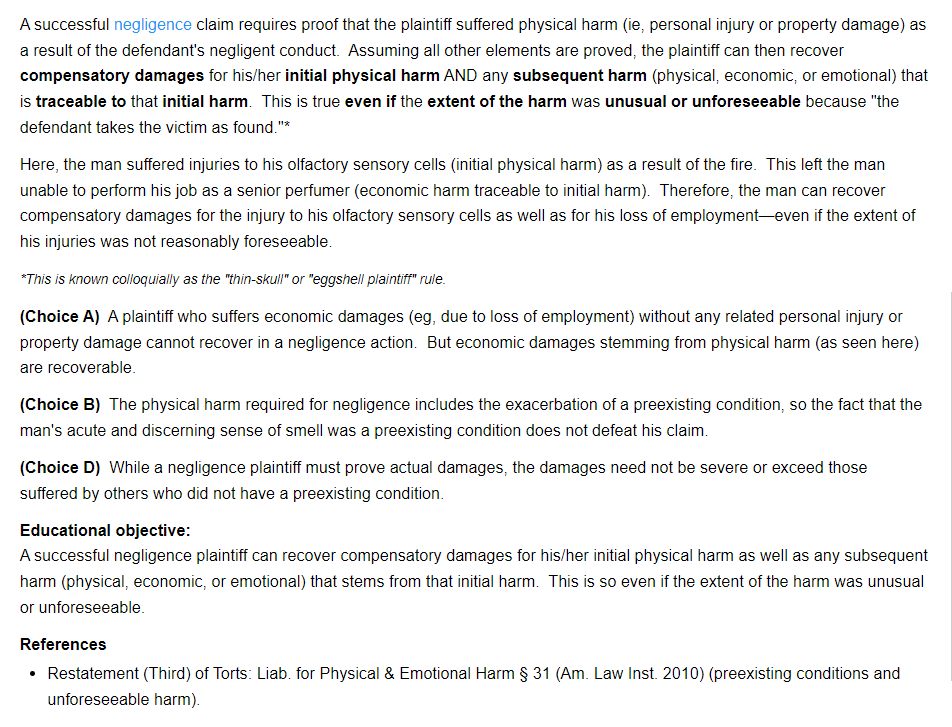 A successful negligence claim requires proof that the plaintiff suffered physical harm (ie, personal injury or property damage) as
a result of the defendant's negligent conduct.  Assuming all other elements are proved, the plaintiff can then recover
compensatory damages for his/her initial physical harm AND any subsequent harm (physical, economic, or emotional) that
is traceable to that initial harm.  This is true even if the extent of the harm was unusual or unforeseeable because "the
defendant takes the victim as found."*
Here, the man suffered injuries to his olfactory sensory cells (initial physical harm) as a result of the fire.  This left the man
unable to perform his job as a senior perfumer (economic harm traceable to initial harm).  Therefore, the man can recover
compensatory damages for the injury to his olfactory sensory cells as well as for his loss of employment—even if the extent of
his injuries was not reasonably foreseeable.
*This is known colloquially as the "thin-skull" or "eggshell plaintiff" rule.
(Choice A)  A plaintiff who suffers economic damages (eg, due to loss of employment) without any related personal injury or
property damage cannot recover in a negligence action.  But economic damages stemming from physical harm (as seen here)
are recoverable.
(Choice B)  The physical harm required for negligence includes the exacerbation of a preexisting condition, so the fact that the
man's acute and discerning sense of smell was a preexisting condition does not defeat his claim.
(Choice D)  While a negligence plaintiff must prove actual damages, the damages need not be severe or exceed those
suffered by others who did not have a preexisting condition.
Educational objective:
A successful negligence plaintiff can recover compensatory damages for his/her initial physical harm as well as any subsequent
harm (physical, economic, or emotional) that stems from that initial harm.  This is so even if the extent of the harm was unusual
or unforeseeable.
References
• Restatement (Third) of Torts: Liab. for Physical & Emotional Harm § 31 (Am. Law Inst. 2010) (preexisting conditions and
unforeseeable harm).